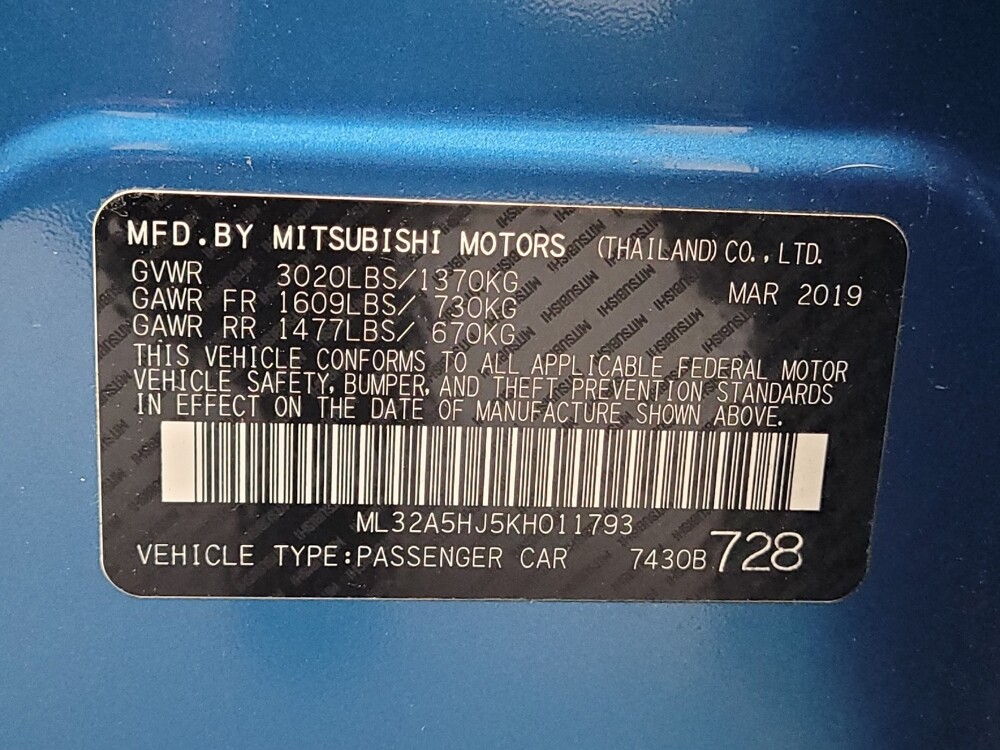 MFD.BY MITSUBISHI MOTORS (THAILAND) CO., LTD.
GVWR 3020LBS/1370KG MAR 2019
GAWR FR 1609LBS/ 730KG
GAWR RR 1477LBS/ 670KG
THIS VEHICLE CONFORMS TO ALL APPLICABLE FEDERAL MOTOR
VEHICLE SAFETY, BUMPER, AND THEFT PREVENTION STANDARDS
IN EFFECT ON THE DATE OF MANUFACTURE SHOWN ABOVE.
ML32A5HJ5KH011793
VEHICLE TYPE:PASSENGER CAR 7430B 728